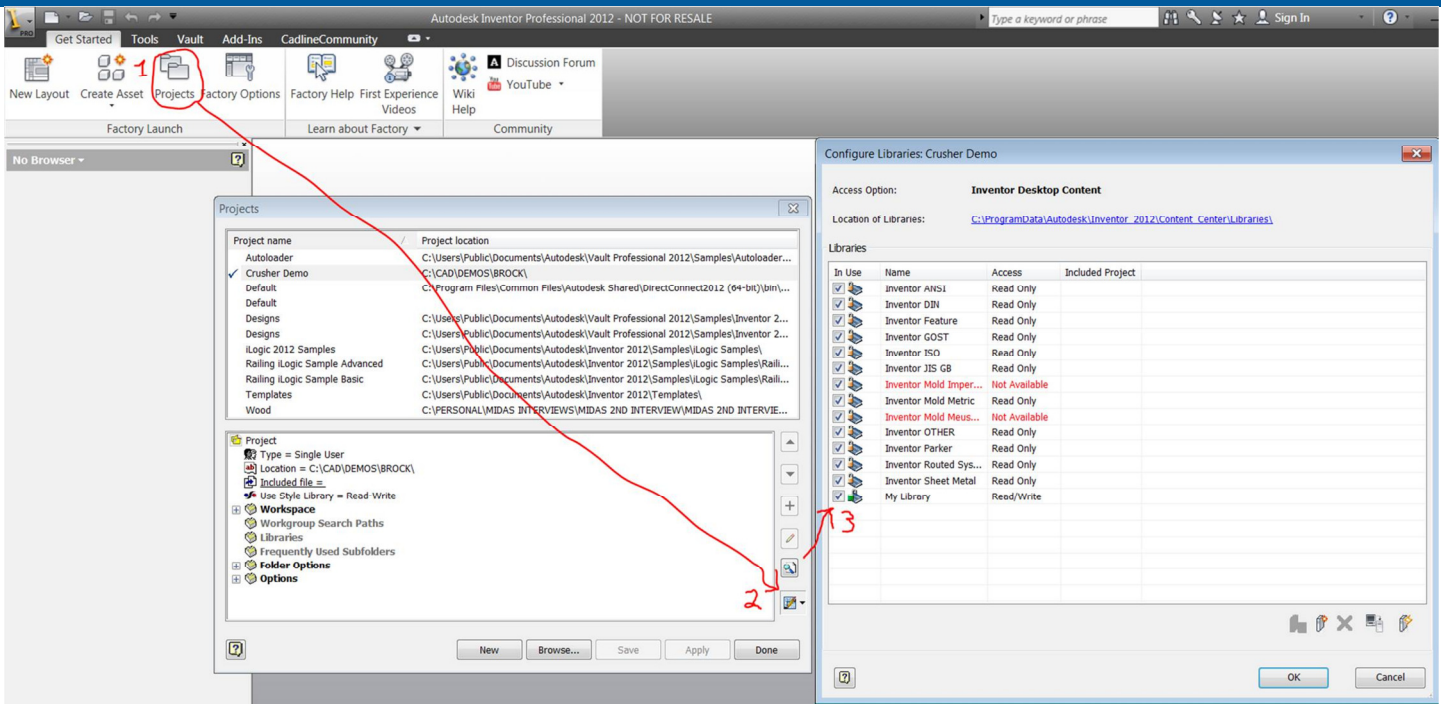 Autodesk Inventor Professional 2012 - NOT FOR RESALE
Type a keyword or phrase
Sign In
PRO
Get Started Tools Vault Add-Ins CadlineCommunity
1
New Layout Create Asset Projects Factory Options Factory Help First Experience Videos Wiki Help
A Discussion Forum
YouTube
Factory Launch Learn about Factory Community
No Browser
Projects
Project name Project location
Autoloader C:\Users\Public\Documents\Autodesk\Vault Professional 2012\Samples\Autoloader...
Crusher Demo C:\CAD\DEMOS\BROCK\
Default C:\Program Files\Common Files\Autodesk Shared\DirectConnect2012 (64-bit)\bin\...
Default
Designs C:\Users\Public\Documents\Autodesk\Vault Professional 2012\Samples\Inventor 2...
Designs C:\Users\Public\Documents\Autodesk\Vault Professional 2012\Samples\Inventor 2...
iLogic 2012 Samples C:\Users\Public\Documents\Autodesk\Inventor 2012\Samples\iLogic Samples\
Railing iLogic Sample Advanced C:\Users\Public\Documents\Autodesk\Inventor 2012\Samples\iLogic Samples\Raili...
Railing iLogic Sample Basic C:\Users\Public\Documents\Autodesk\Inventor 2012\Samples\iLogic Samples\Raili...
Templates C:\Users\Public\Documents\Autodesk\Inventor 2012\Templates\
Wood C:\PERSONAL\MIDAS INTERVIEWS\MIDAS 2ND INTERVIEW\MIDAS 2ND INTERVIE...
Project
Type = Single User
Location = C:\CAD\DEMOS\BROCK\
Included file =
Use Style Library = Read-Write
Workspace
Workgroup Search Paths
Libraries
Frequently Used Subfolders
Folder Options
Options
2
New Browse... Save Apply Done
Configure Libraries: Crusher Demo
Access Option: Inventor Desktop Content
Location of Libraries: C:\ProgramData\Autodesk\Inventor 2012\Content Center\Libraries\
Libraries
In Use Name Access Included Project
Inventor ANSI Read Only
Inventor DIN Read Only
Inventor Feature Read Only
Inventor GOST Read Only
Inventor ISO Read Only
Inventor JIS GB Read Only
Inventor Mold Imper... Not Available
Inventor Mold Metric Read Only
Inventor Mold Meus... Not Available
Inventor OTHER Read Only
Inventor Parker Read Only
Inventor Routed Sys... Read Only
Inventor Sheet Metal Read Only
My Library Read/Write
3
OK Cancel